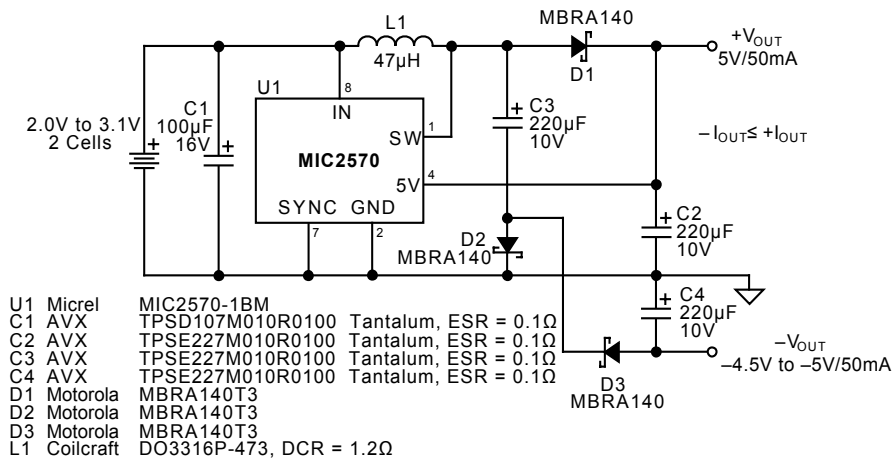 MBRA140
D1
+VOUT
5V/50mA
L1
47µH
U1
8
IN
C1
100µF
16V
+
2.0V to 3.1V
2 Cells
+
SW
1
MIC2570
5V
4
SYNC
GND
7
2
C3
+
220µF
10V
–IOUT≤ +IOUT
D2
MBRA140
C2
+
220µF
10V
C4
+
220µF
10V
–VOUT
–4.5V to –5V/50mA
D3
MBRA140
U1 Micrel MIC2570-1BM
C1 AVX TPSD107M010R0100 Tantalum, ESR = 0.1Ω
C2 AVX TPSE227M010R0100 Tantalum, ESR = 0.1Ω
C3 AVX TPSE227M010R0100 Tantalum, ESR = 0.1Ω
C4 AVX TPSE227M010R0100 Tantalum, ESR = 0.1Ω
D1 Motorola MBRA140T3
D2 Motorola MBRA140T3
D3 Motorola MBRA140T3
L1 Coilcraft DO3316P-473, DCR = 1.2Ω